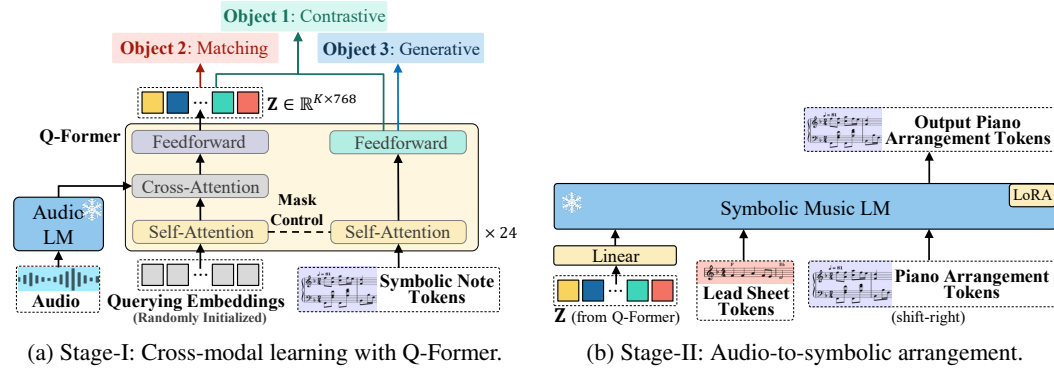 Object 1: Contrastive
Object 2: Matching
Object 3: Generative
Z ∈ ℝ^{K×768}
Q-Former
Feedforward
Feedforward
Cross-Attention
Mask
Control
Audio
LM
Self-Attention
Self-Attention
× 24
Audio
Querying Embeddings
(Randomly Initialized)
Symbolic Note
Tokens
(a) Stage-I: Cross-modal learning with Q-Former.
Output Piano
Arrangement Tokens
LoRA
Symbolic Music LM
Linear
Z (from Q-Former)
Lead Sheet
Tokens
Piano Arrangement
Tokens
(shift-right)
(b) Stage-II: Audio-to-symbolic arrangement.